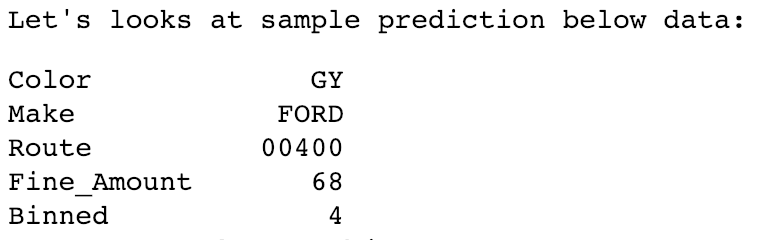 Let's looks at sample prediction below data:
Color GY
Make FORD
Route 00400
Fine_Amount 68
Binned 4